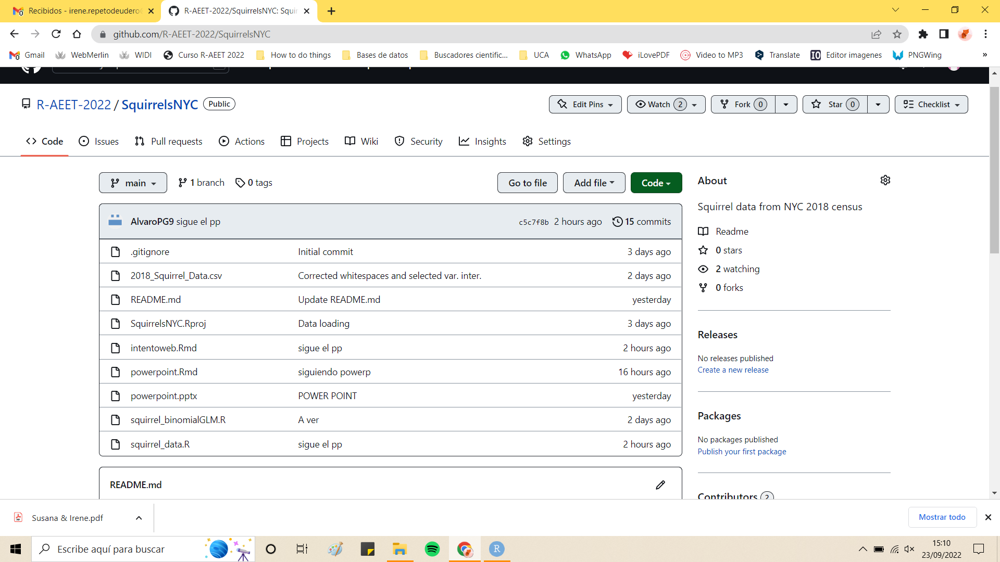 Recibidos - irene.repetodeudero
R-AEET-2022/SquirrelsNYC: Squir
github.com/R-AEET-2022/SquirrelsNYC
Gmail WebMerlin WIDI Curso R-AEET 2022 How to do things Bases de datos Buscadores cientific... UCA WhatsApp iLovePDF Video to MP3 Translate IO Editor imagenes PNGWing »
R-AEET-2022 / SquirrelsNYC Public
Edit Pins Watch 2 Fork 0 Star 0 Checklist
Code Issues Pull requests Actions Projects Wiki Security Insights Settings
main 1 branch 0 tags Go to file Add file Code
AlvaroPG9 sigue el pp c5c7f8b 2 hours ago 15 commits
.gitignore Initial commit 3 days ago
2018_Squirrel_Data.csv Corrected whitespaces and selected var. inter. 2 days ago
README.md Update README.md yesterday
SquirrelsNYC.Rproj Data loading 3 days ago
intentoweb.Rmd sigue el pp 2 hours ago
powerpoint.Rmd siguiendo powerp 16 hours ago
powerpoint.pptx POWER POINT yesterday
squirrel_binomialGLM.R A ver 2 days ago
squirrel_data.R sigue el pp 2 hours ago
README.md
About
Squirrel data from NYC 2018 census
Readme
0 stars
2 watching
0 forks
Releases
No releases published
Create a new release
Packages
No packages published
Publish your first package
Contributors 2
Susana & Irene.pdf
Mostrar todo
Escribe aquí para buscar
R
15:10
23/09/2022